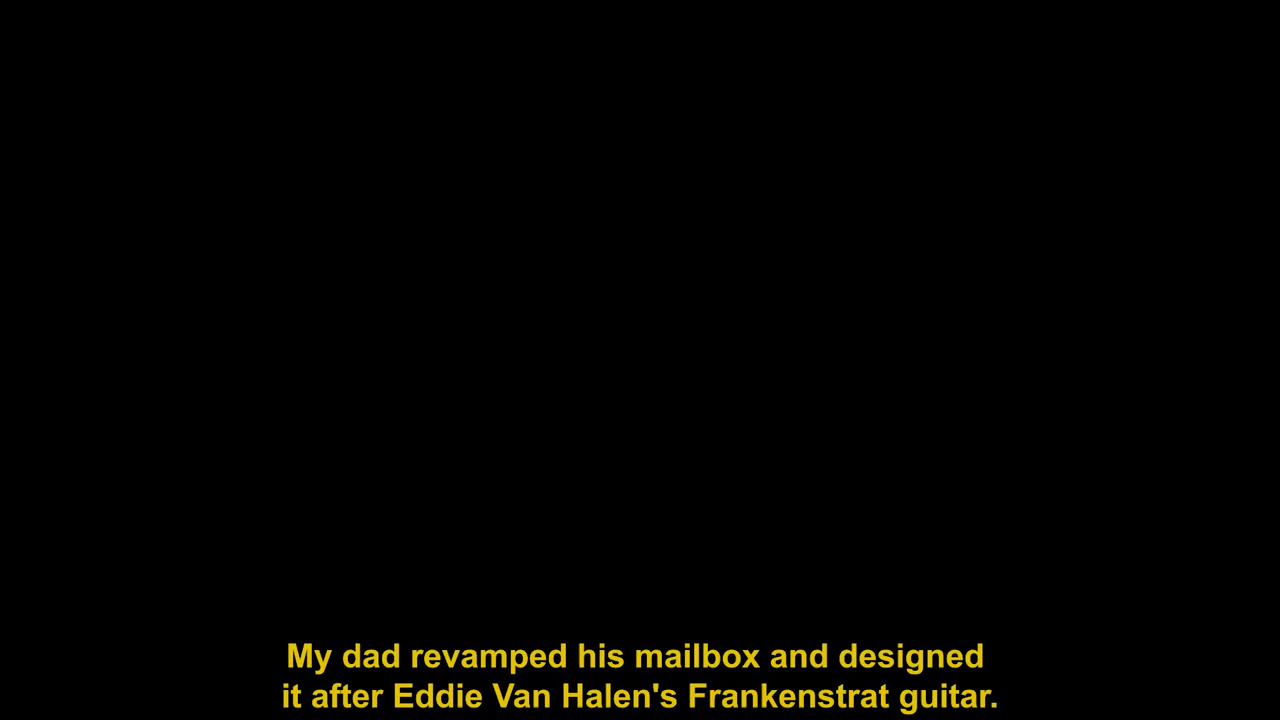 My dad revamped his mailbox and designed
it after Eddie Van Halen's Frankenstrat guitar.